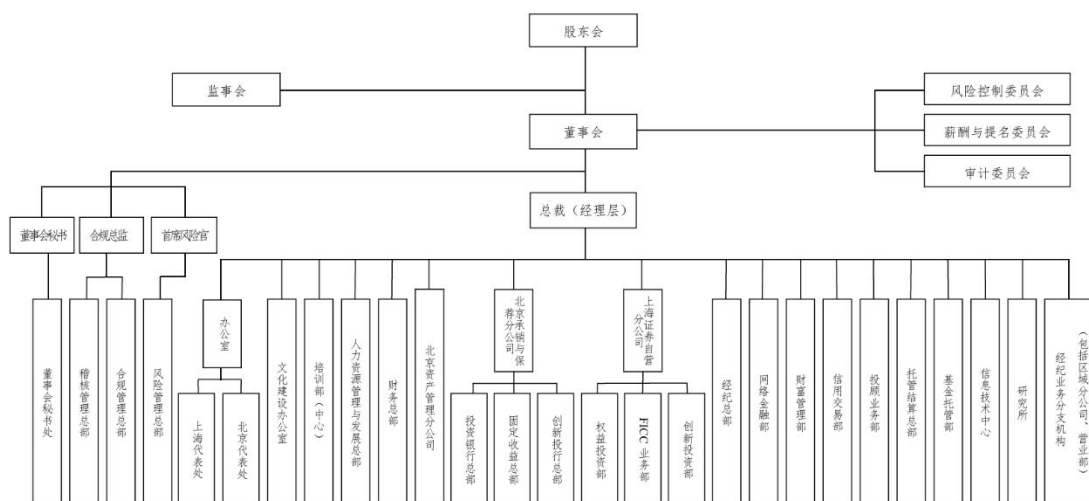 股东会
监事会
风险控制委员会
董事会
薪酬与提名委员会
审计委员会
总裁（经理层）
董事会秘书
合规总监
首席风险官
董事会秘书处
稽核管理总部
合规管理总部
风险管理总部
办公室
上海代表处
北京代表处
文化建设办公室
培训部（中心）
人力资源管理与发展总部
财务总部
北京资产管理分公司
北京承销与保
荐分公司
投资银行总部
固定收益总部
创新投行总部
上海证券自营
分公司
权益投资部
FICC 业务部
创新投资部
经纪总部
网络金融部
财富管理部
信用交易部
投顾业务部
托管结算总部
基金托管部
信息技术中心
研究所
（包括区域分公司、营业部）
经纪业务分支机构